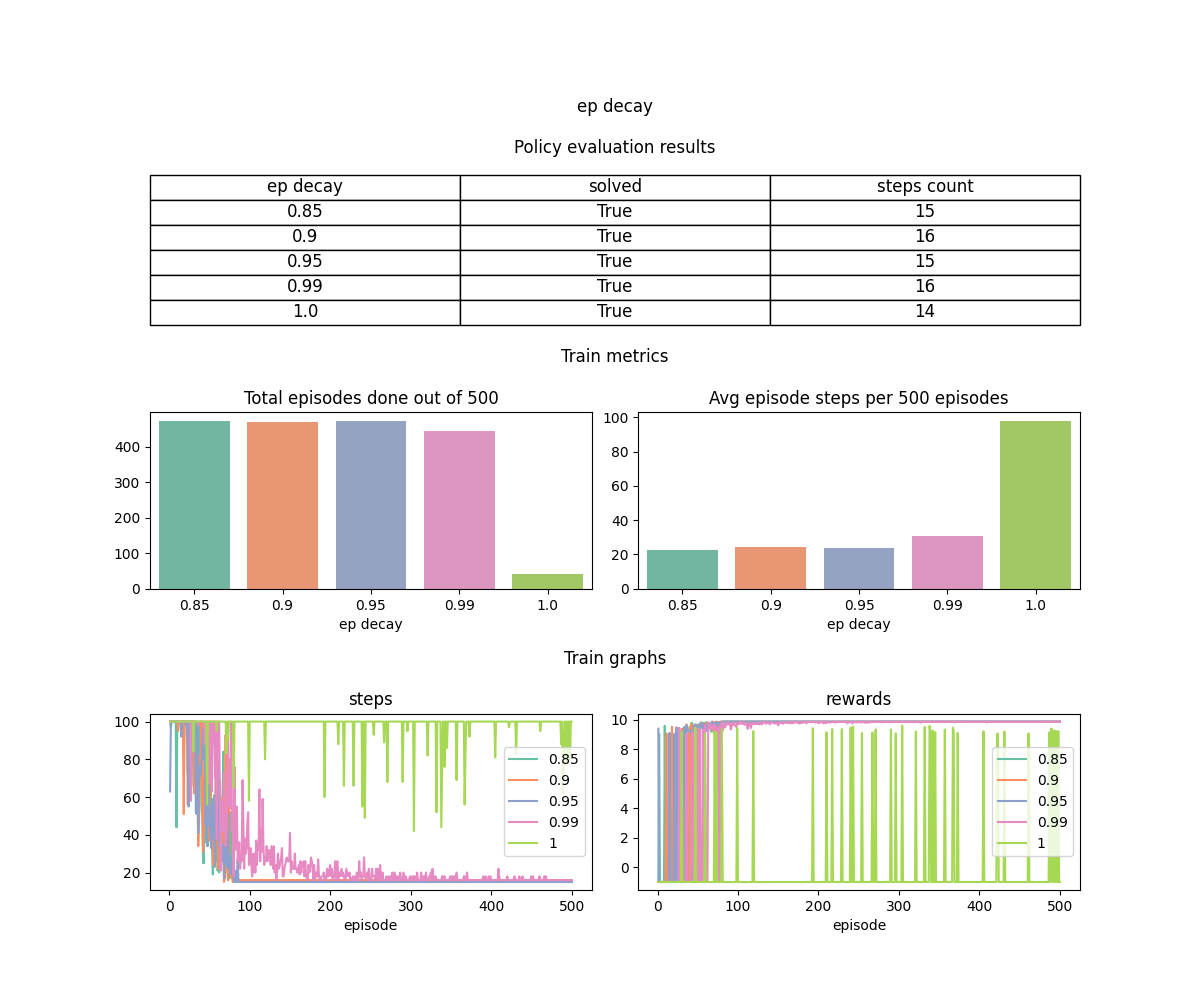 ep decay
Policy evaluation results
ep decay solved steps count
0.85 True 15
0.9 True 16
0.95 True 15
0.99 True 16
1.0 True 14
Train metrics
Total episodes done out of 500
400
300
200
100
0
0.85 0.9 0.95 0.99 1.0
ep decay
Avg episode steps per 500 episodes
100
80
60
40
20
0
0.85 0.9 0.95 0.99 1.0
ep decay
Train graphs
steps
100
80
60
40
20
0 100 200 300 400 500
episode
0.85
0.9
0.95
0.99
1
rewards
10
8
6
4
2
0
0 100 200 300 400 500
episode
0.85
0.9
0.95
0.99
1